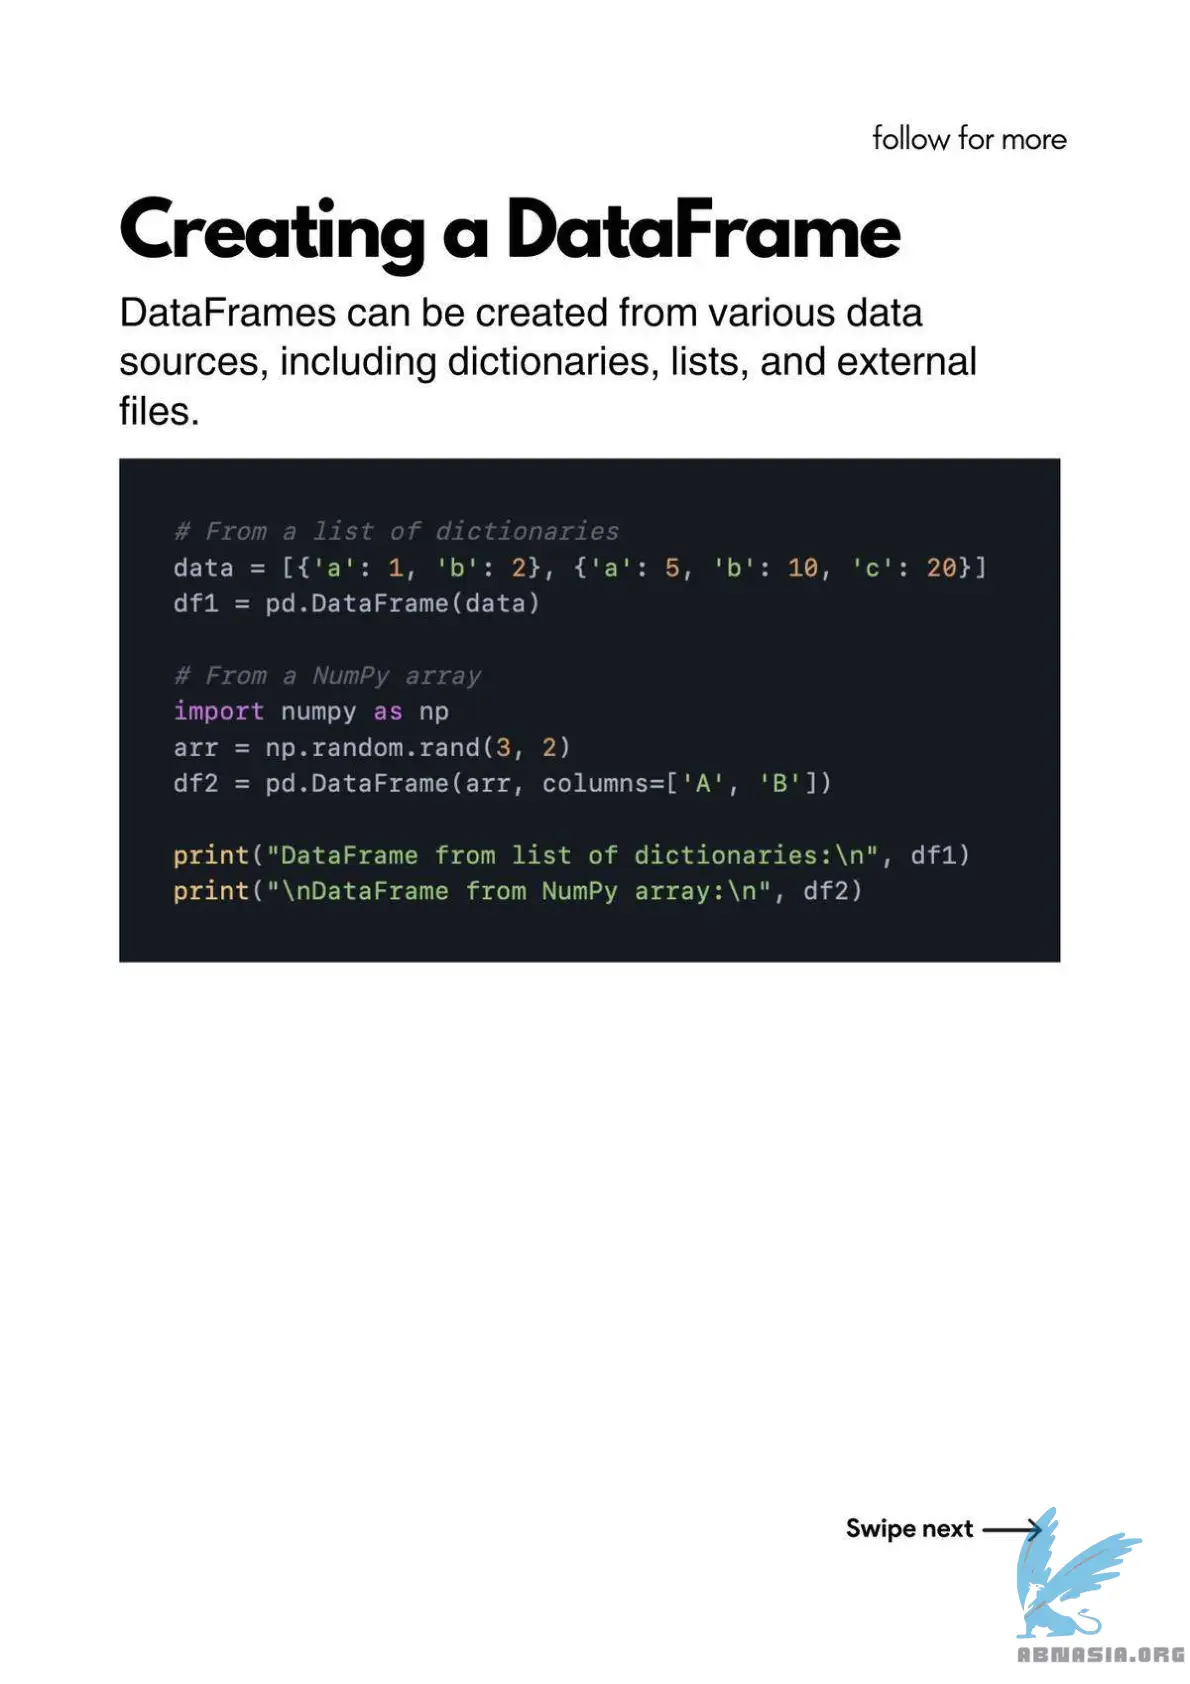 follow for more
Creating a DataFrame
DataFrames can be created from various data
sources, including dictionaries, lists, and external
files.
# From a list of dictionaries
data = [{'a': 1, 'b': 2}, {'a': 5, 'b': 10, 'c': 20}]
df1 = pd.DataFrame(data)
# From a NumPy array
import numpy as np
arr = np.random.rand(3, 2)
df2 = pd.DataFrame(arr, columns=['A', 'B'])
print("DataFrame from list of dictionaries:\n", df1)
print("\nDataFrame from NumPy array:\n", df2)
Swipe next
ABNASIA.ORG